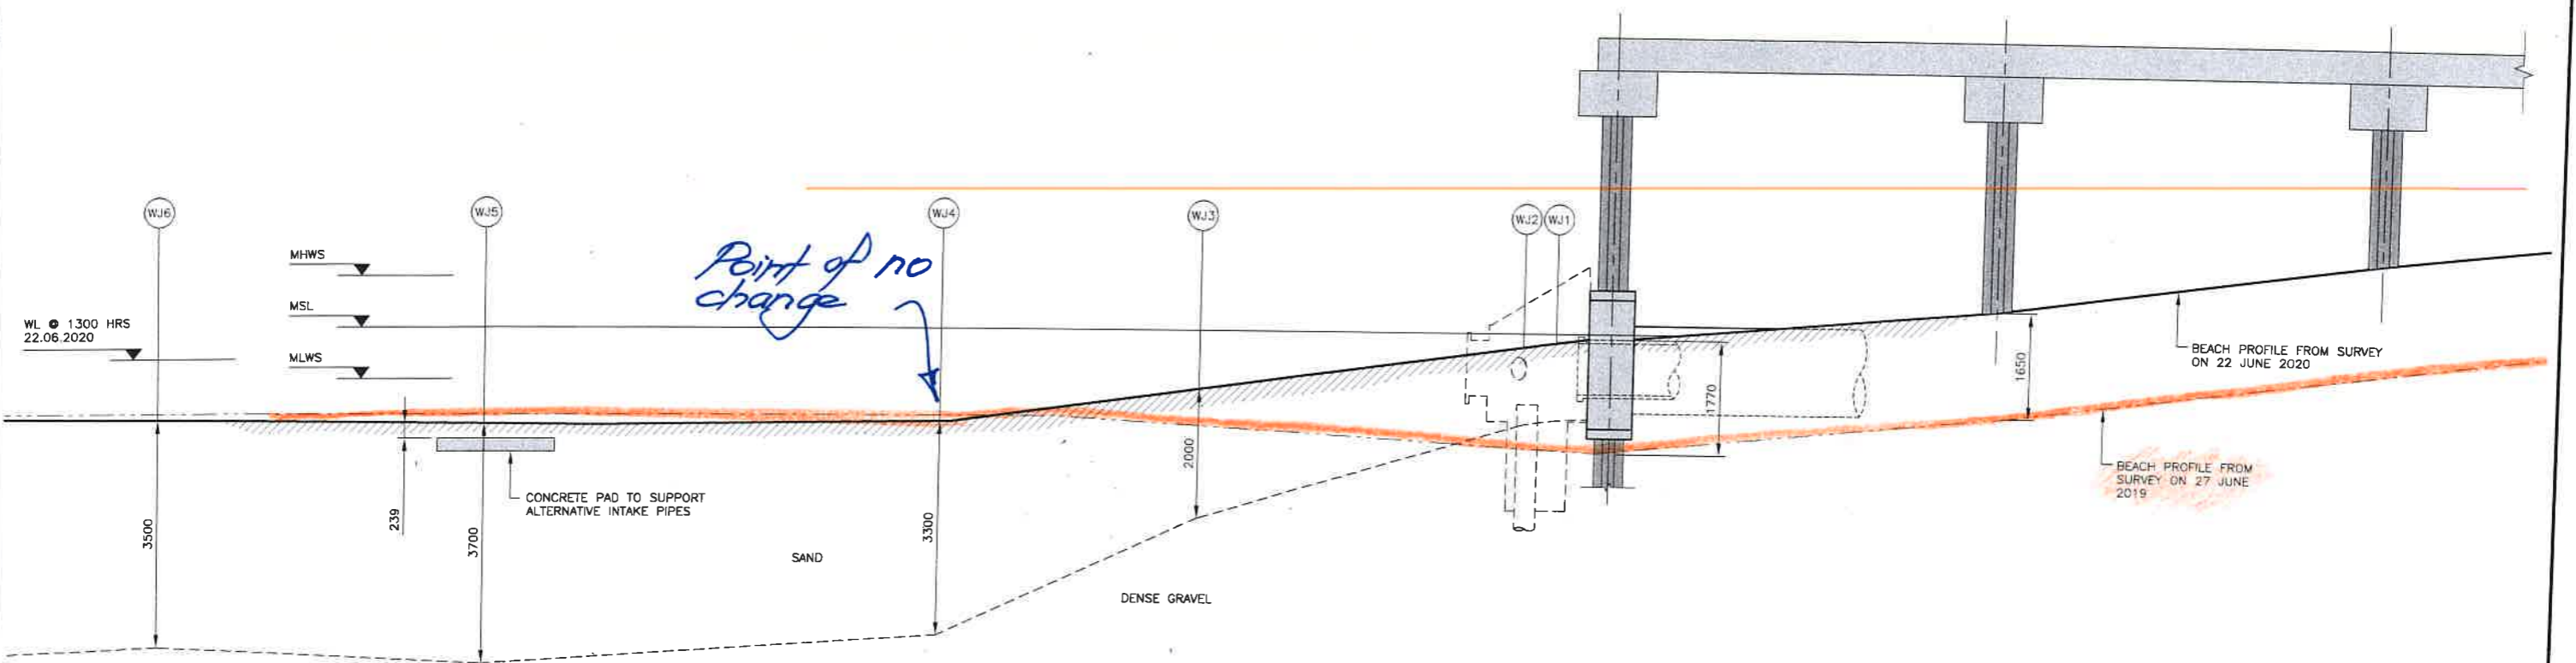 WJ6
WJ5
WJ4
WJ3
WJ2
WJ1
MHWS
MSL
WL @ 1300 HRS
22.06.2020
MLWS
Point of no
change
BEACH PROFILE FROM SURVEY
ON 22 JUNE 2020
1650
1770
BEACH PROFILE FROM
SURVEY ON 27 JUNE
2019
2000
CONCRETE PAD TO SUPPORT
ALTERNATIVE INTAKE PIPES
239
3500
3700
3300
SAND
DENSE GRAVEL